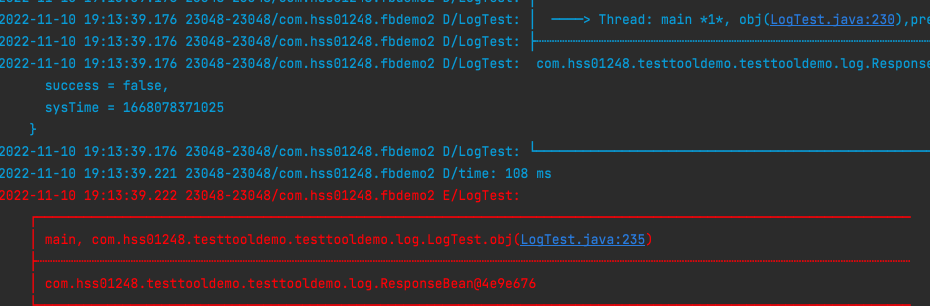 2022-11-10 19:13:39.176 23048-23048/com.hss01248.fbdemo2 D/LogTest: │ ────> Thread: main *1*, obj(LogTest.java:230),pre
2022-11-10 19:13:39.176 23048-23048/com.hss01248.fbdemo2 D/LogTest:
2022-11-10 19:13:39.176 23048-23048/com.hss01248.fbdemo2 D/LogTest: com.hss01248.testtooldemo.testtooldemo.log.Response
success = false,
sysTime = 1668078371025
}
2022-11-10 19:13:39.176 23048-23048/com.hss01248.fbdemo2 D/LogTest:
2022-11-10 19:13:39.221 23048-23048/com.hss01248.fbdemo2 D/time: 108 ms
2022-11-10 19:13:39.222 23048-23048/com.hss01248.fbdemo2 E/LogTest:
main, com.hss01248.testtooldemo.testtooldemo.log.LogTest.obj(LogTest.java:235)
com.hss01248.testtooldemo.testtooldemo.log.ResponseBean@4e9e676